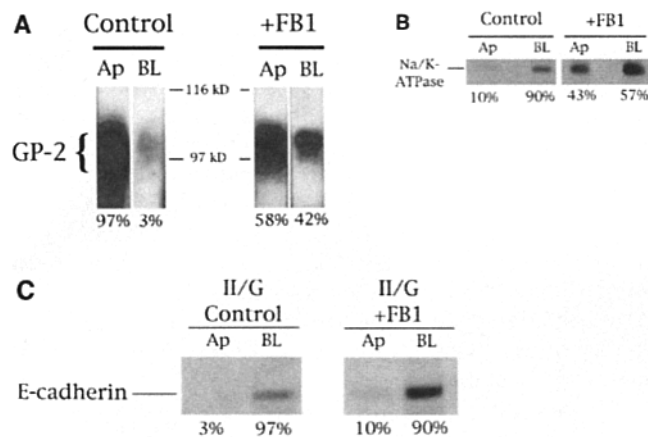 A
Control
+FB1
Ap BL
Ap BL
116 kD
GP-2 {
97 kD
97% 3%
58% 42%
B
Control
+FB1
Ap BL
Ap BL
Na/K-
ATPase
10% 90%
43% 57%
C
II/G
Control
II/G
+FB1
Ap BL
Ap BL
E-cadherin
3% 97%
10% 90%